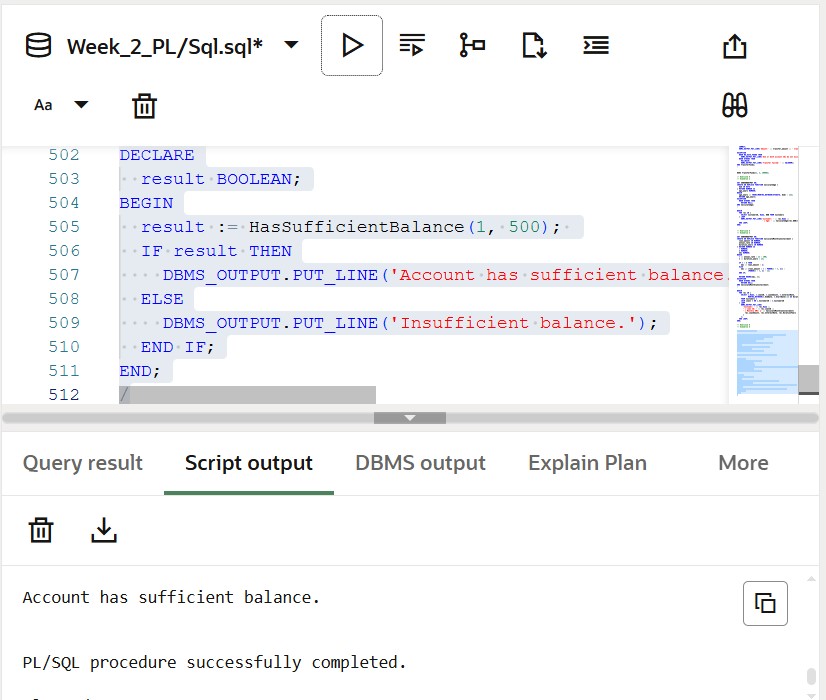 Week_2_PL/Sql.sql*
Aa
502 DECLARE
503 result BOOLEAN;
504 BEGIN
505 result := HasSufficientBalance(1, 500);
506 IF result THEN
507 DBMS_OUTPUT.PUT_LINE('Account has sufficient balance.
508 ELSE
509 DBMS_OUTPUT.PUT_LINE('Insufficient balance.');
510 END IF;
511 END;
512 /
Query result Script output DBMS output Explain Plan More
Account has sufficient balance.
PL/SQL procedure successfully completed.